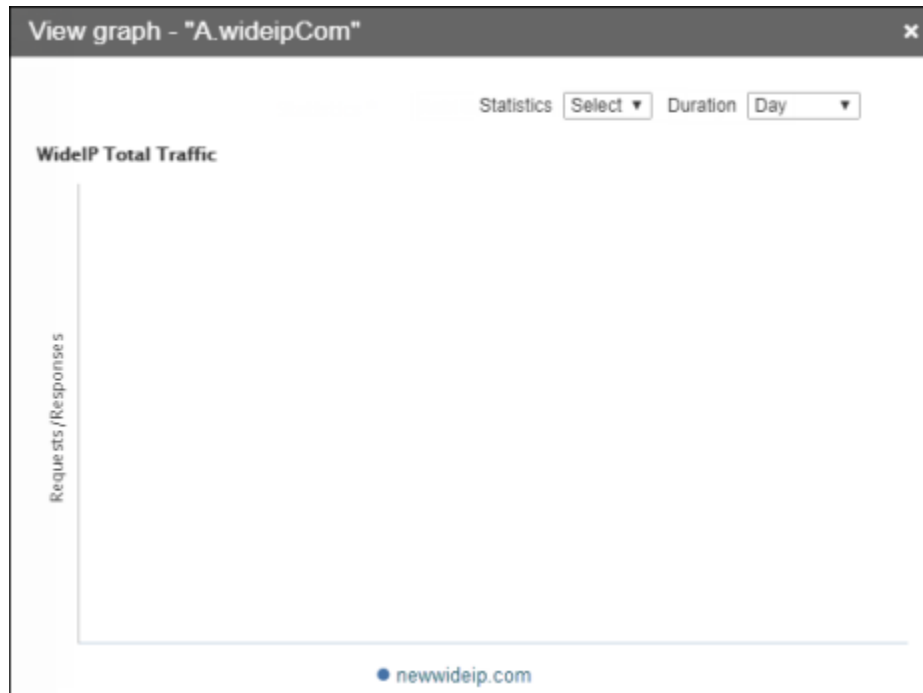 View graph - "A.wideipCom" ×
Statistics Select ▼ Duration Day ▼
WideIP Total Traffic
Requests/Responses
newwideip.com